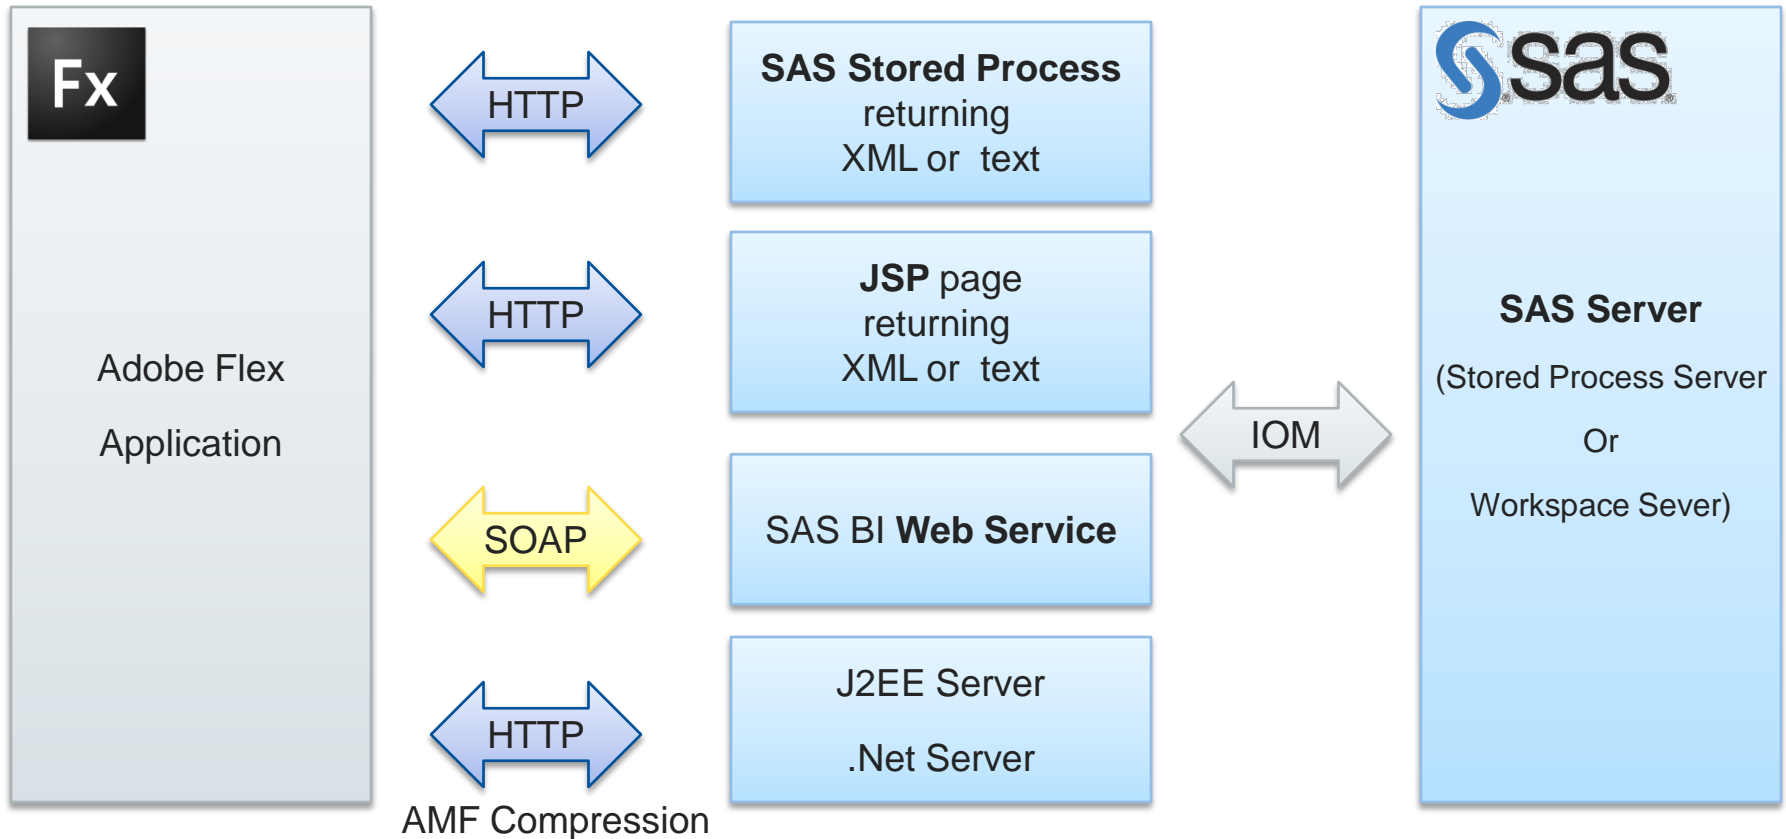 Fx
Adobe Flex
Application
HTTP
SAS Stored Process
returning
XML or text
HTTP
JSP page
returning
XML or text
SOAP
SAS BI Web Service
HTTP
AMF Compression
J2EE Server
.Net Server
IOM
sas
SAS Server
(Stored Process Server
Or
Workspace Sever)